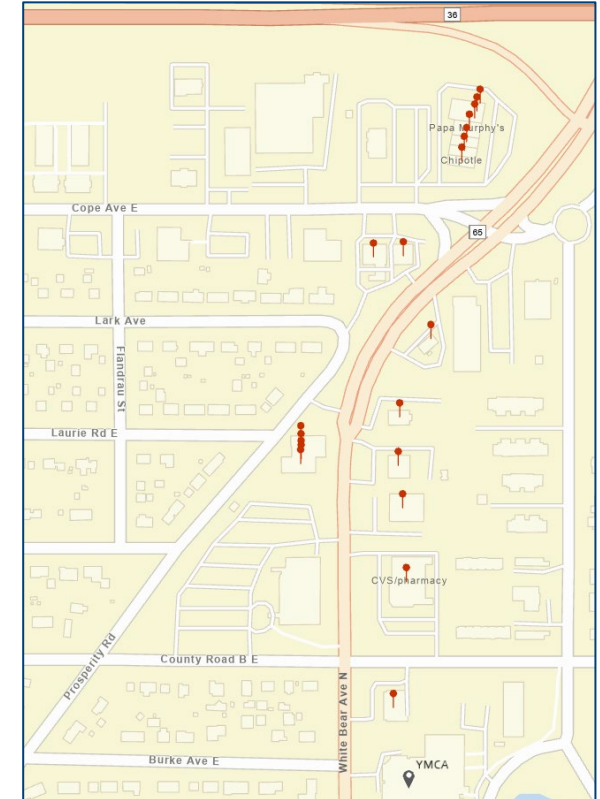 36
Papa Murphy's
Chipotle
Cope Ave E
65
Lark Ave
Flandrau St
Laurie Rd E
CVS/pharmacy
Prosperity Rd
County Road B E
White Bear Ave N
Burke Ave E
YMCA